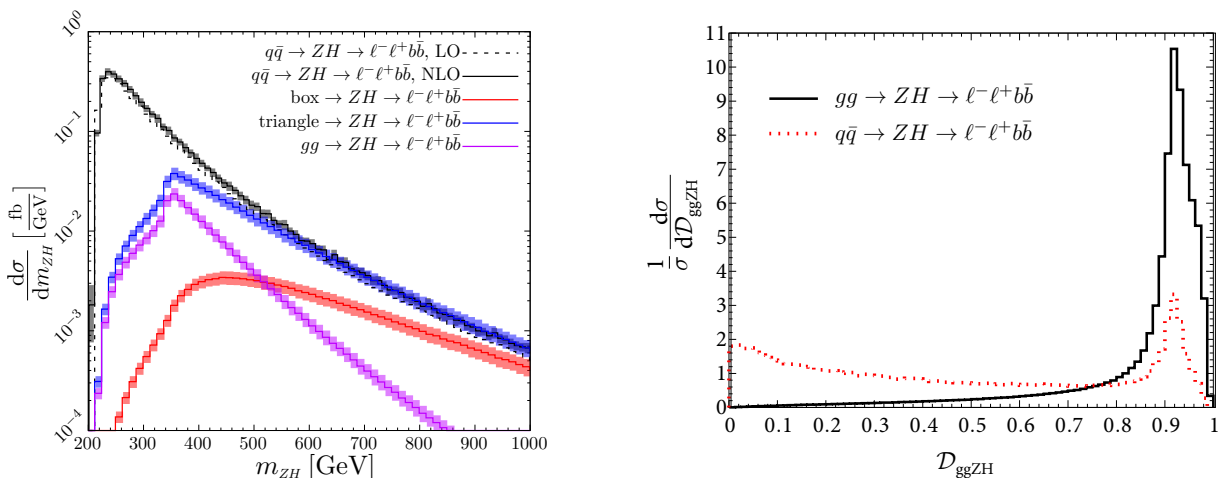 10⁰
10⁻¹
10⁻²
10⁻³
10⁻⁴
dσ/dm_ZH [fb/GeV]
qq̄ → ZH → ℓ⁻ℓ⁺bb̄, LO
qq̄ → ZH → ℓ⁻ℓ⁺bb̄, NLO
box → ZH → ℓ⁻ℓ⁺bb̄
triangle → ZH → ℓ⁻ℓ⁺bb̄
gg → ZH → ℓ⁻ℓ⁺bb̄
200 300 400 500 600 700 800 900 1000
m_ZH [GeV]
11
10
9
8
7
6
5
4
3
2
1
0
1/σ dσ/d𝒟_ggZH
gg → ZH → ℓ⁻ℓ⁺bb̄
qq̄ → ZH → ℓ⁻ℓ⁺bb̄
0 0.1 0.2 0.3 0.4 0.5 0.6 0.7 0.8 0.9 1
𝒟_ggZH